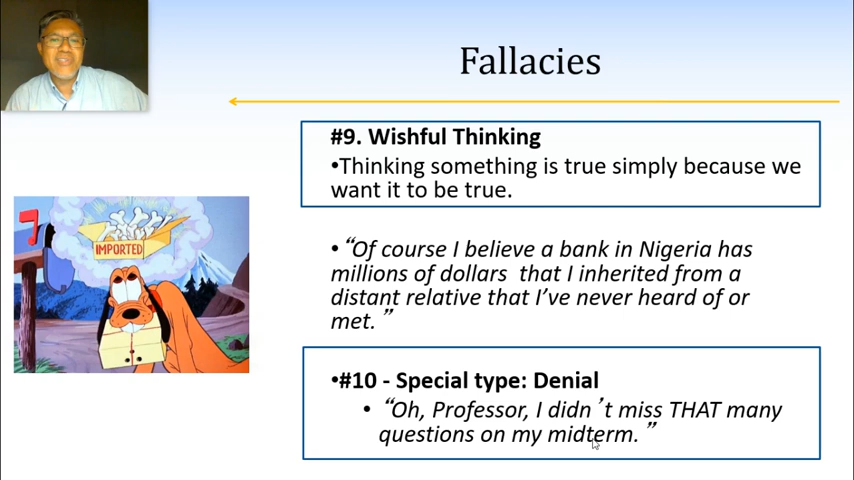 Fallacies
#9. Wishful Thinking
•Thinking something is true simply because we
want it to be true.
IMPORTED
•“Of course I believe a bank in Nigeria has
millions of dollars  that I inherited from a
distant relative that I’ve never heard of or
met. ”
•#10 - Special type: Denial
• “Oh, Professor, I didn ’t miss THAT many
questions on my midterm. ”